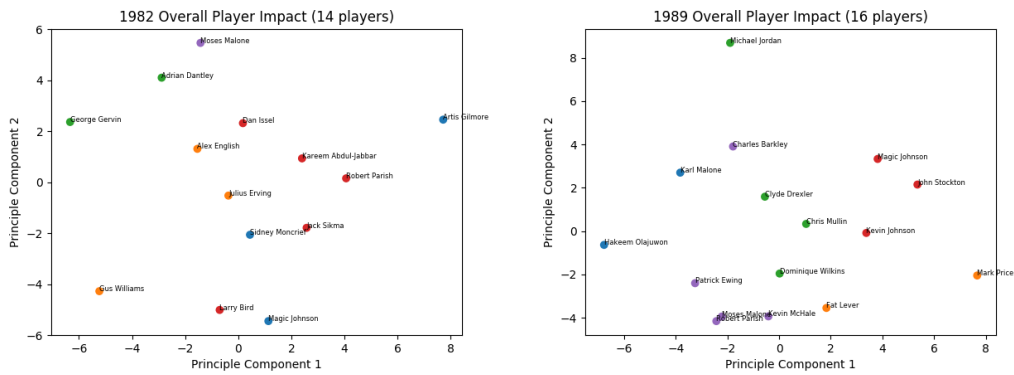 1982 Overall Player Impact (14 players)
6
4
2
0
−2
−4
−6
Principle Component 2
Moses Malone
Adrian Dantley
George Gervin
Dan Issel
Artis Gilmore
Alex English
Kareem Abdul-Jabbar
Robert Parish
Julius Erving
Jack Sikma
Sidney Moncrief
Gus Williams
Larry Bird
Magic Johnson
−6 −4 −2 0 2 4 6 8
Principle Component 1
1989 Overall Player Impact (16 players)
8
6
4
2
0
−2
−4
Principle Component 2
Michael Jordan
Charles Barkley
Magic Johnson
Karl Malone
John Stockton
Clyde Drexler
Chris Mullin
Kevin Johnson
Hakeem Olajuwon
Dominique Wilkins
Mark Price
Patrick Ewing
Fat Lever
Moses Malone
Kevin McHale
Robert Parish
−6 −4 −2 0 2 4 6 8
Principle Component 1